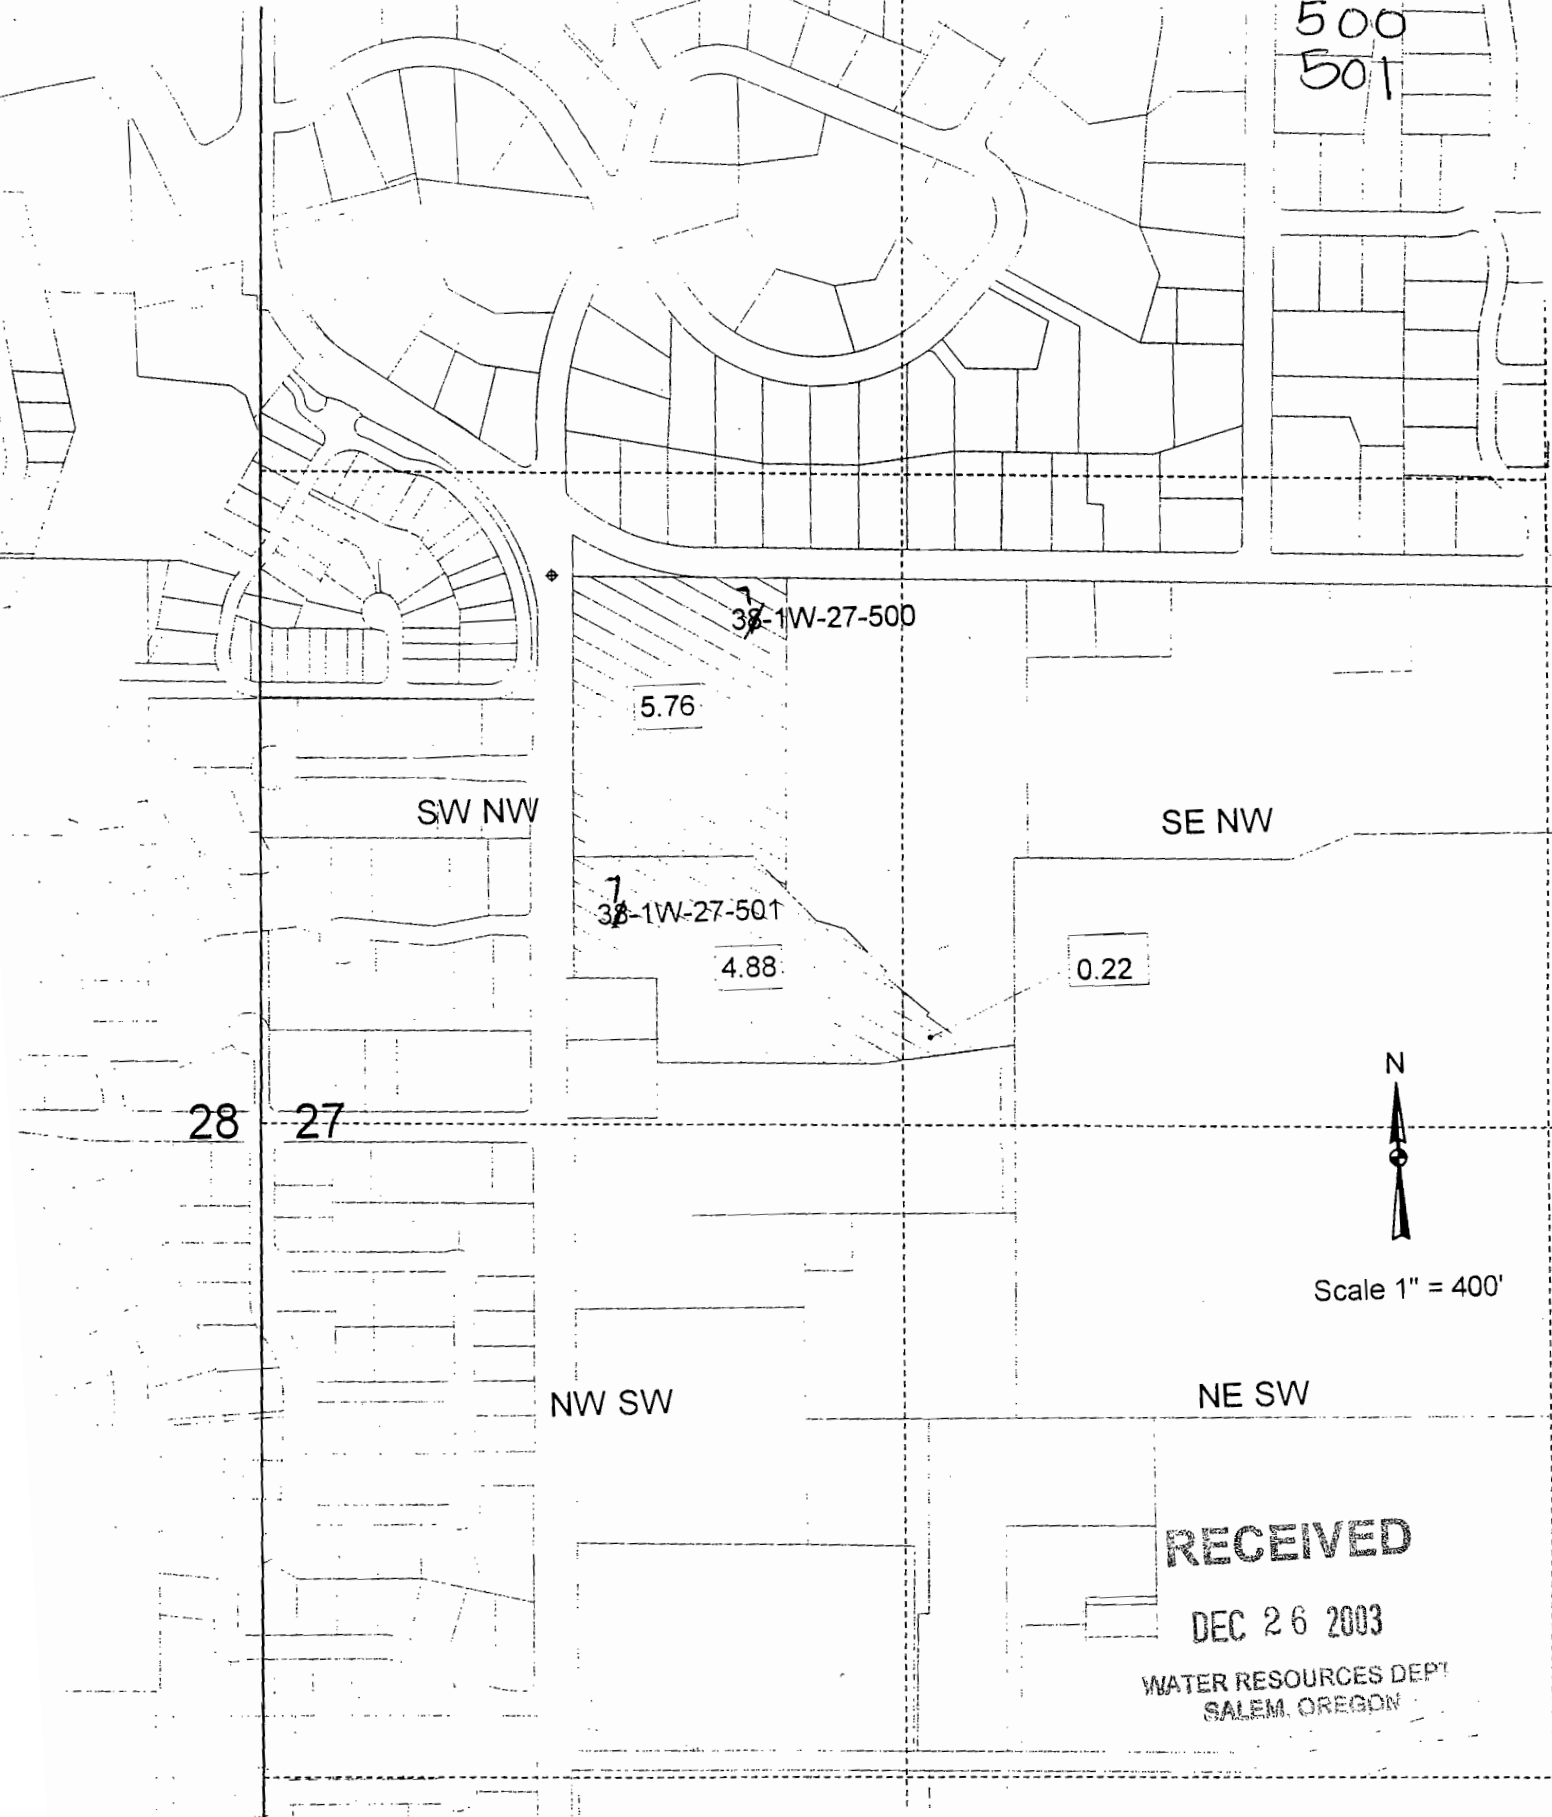 500
501
38-1W-27-500
7
5.76
SW NW
SE NW
7
38-1W-27-501
4.88
0.22
N
28 27
Scale 1" = 400'
NW SW
NE SW
RECEIVED
DEC 26 2003
WATER RESOURCES DEPT
SALEM, OREGON